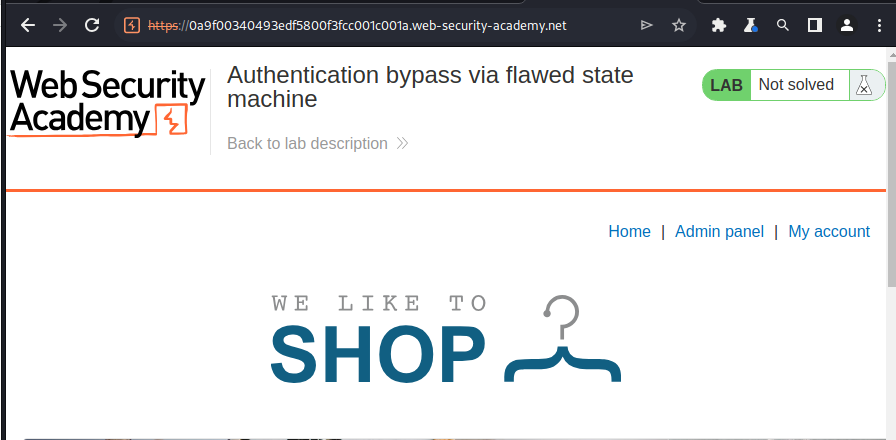 https://0a9f00340493edf5800f3fcc001c001a.web-security-academy.net
Web Security
Academy
Authentication bypass via flawed state
machine
Back to lab description
LAB Not solved
Home | Admin panel | My account
WE LIKE TO
SHOP